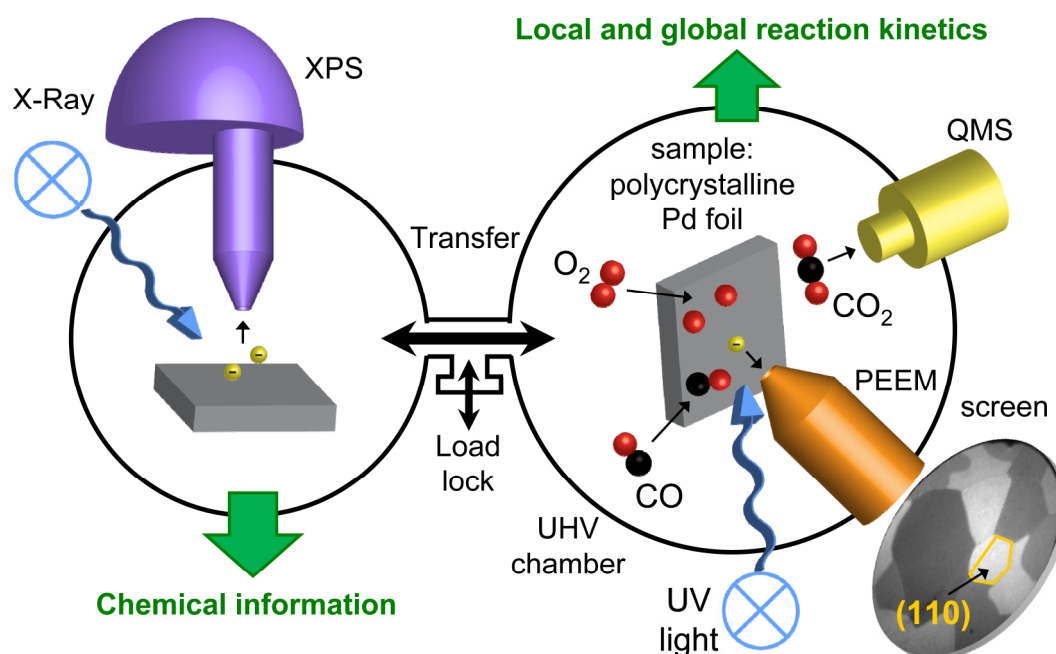 Local and global reaction kinetics
XPS
X-Ray
QMS
sample:
polycrystalline
Pd foil
Transfer
O2
CO2
-
-
-
PEEM
screen
Load
lock
CO
UHV
chamber
UV
light
(110)
Chemical information